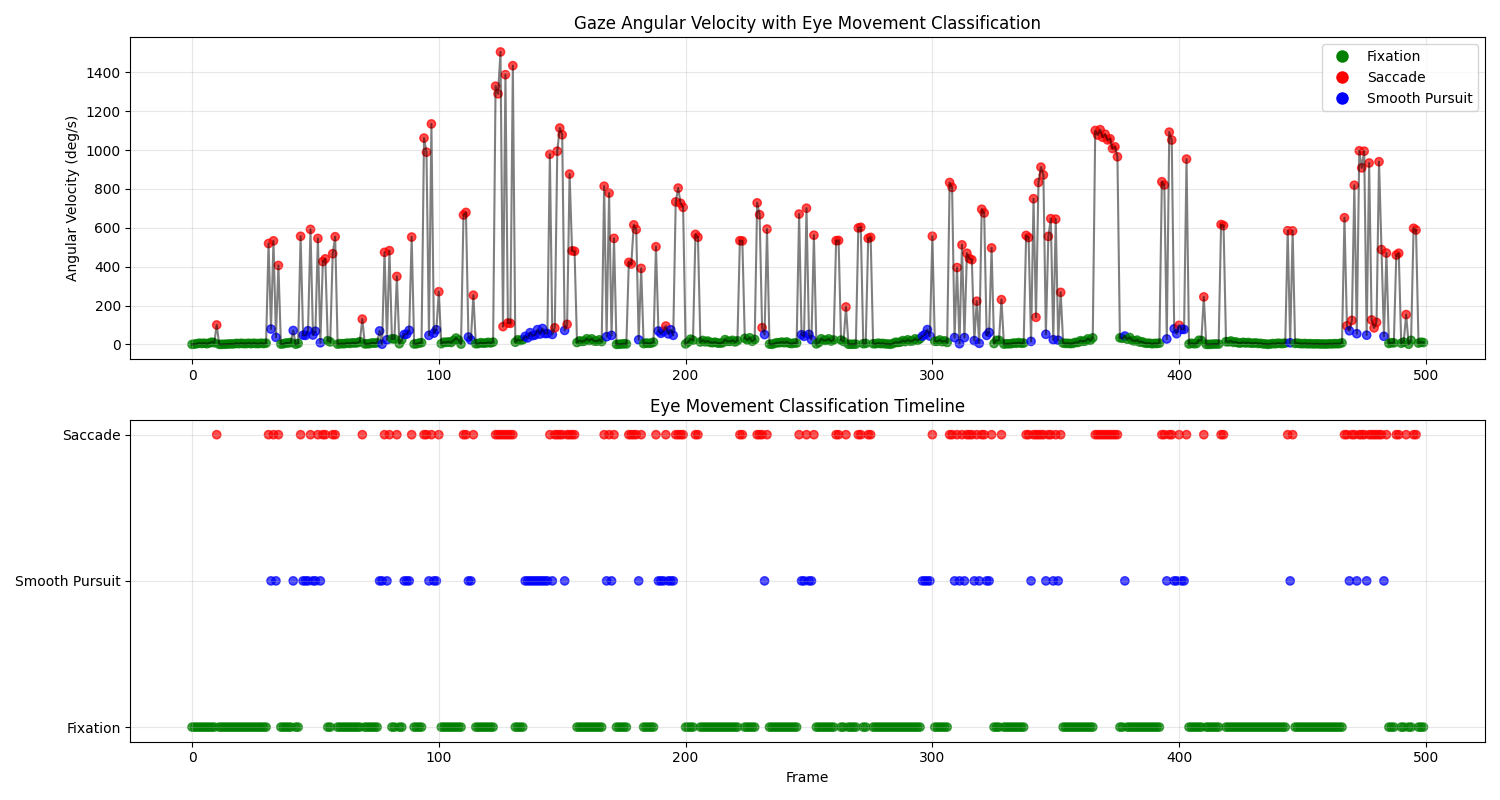 Gaze Angular Velocity with Eye Movement Classification
Angular Velocity (deg/s)
1400
1200
1000
800
600
400
200
0
Fixation
Saccade
Smooth Pursuit
0 100 200 300 400 500
Eye Movement Classification Timeline
Saccade
Smooth Pursuit
Fixation
0 100 200 300 400 500
Frame